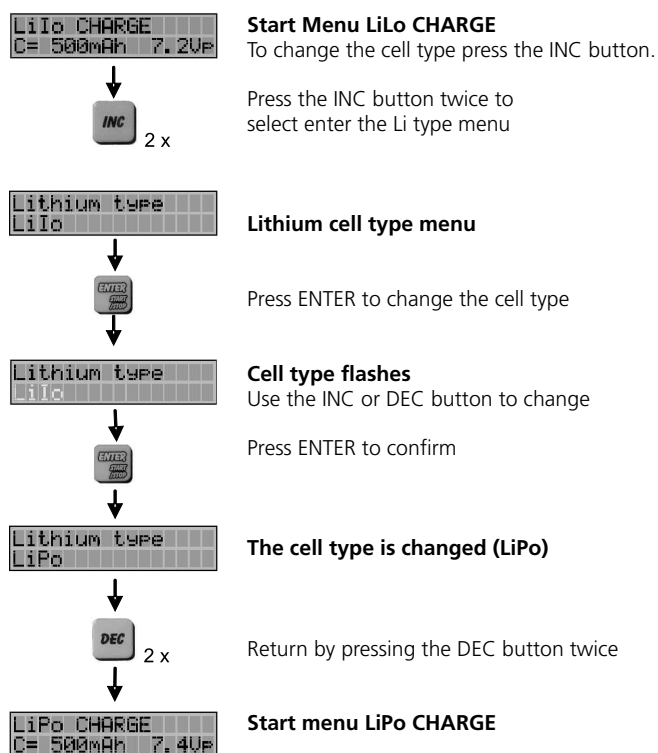 LiIo CHARGE
C= 500mAh 7.2Vp
Start Menu LiLo CHARGE
To change the cell type press the INC button.
Press the INC button twice to
select enter the Li type menu
INC
2 x
Lithium type
LiIo
Lithium cell type menu
ENTER
START
/STOP
Press ENTER to change the cell type
Lithium type
LiIo
Cell type flashes
Use the INC or DEC button to change
ENTER
START
/STOP
Press ENTER to confirm
Lithium type
LiPo
The cell type is changed (LiPo)
DEC
2 x
Return by pressing the DEC button twice
LiPo CHARGE
C= 500mAh 7.4Vp
Start menu LiPo CHARGE